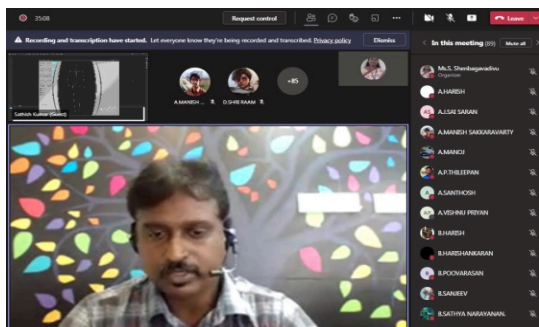 35:08
Request control
Leave
Recording and transcription have started. Let everyone know they're being recorded and transcribed. Privacy policy
Dismiss
Sathish Kumar (Guest)
A.MANISH ...
D.SHRI RAAM
+85
In this meeting (89)
Mute all
Ms.S. Shenbagavadivu
Organizer
A.HARISH
AS
A.J.SAI SARAN
A.MANISH SAKKARAVARTY
A.MANOJ
A.P.THILEEPAN
A
A.SANTHOSH
AP
A.VISHNU PRIYAN
B.HARISH
B.HARISHANKARAN
B
B.POOVARASAN
B.SANJEEV
B.SATHYA NARAYANAN.